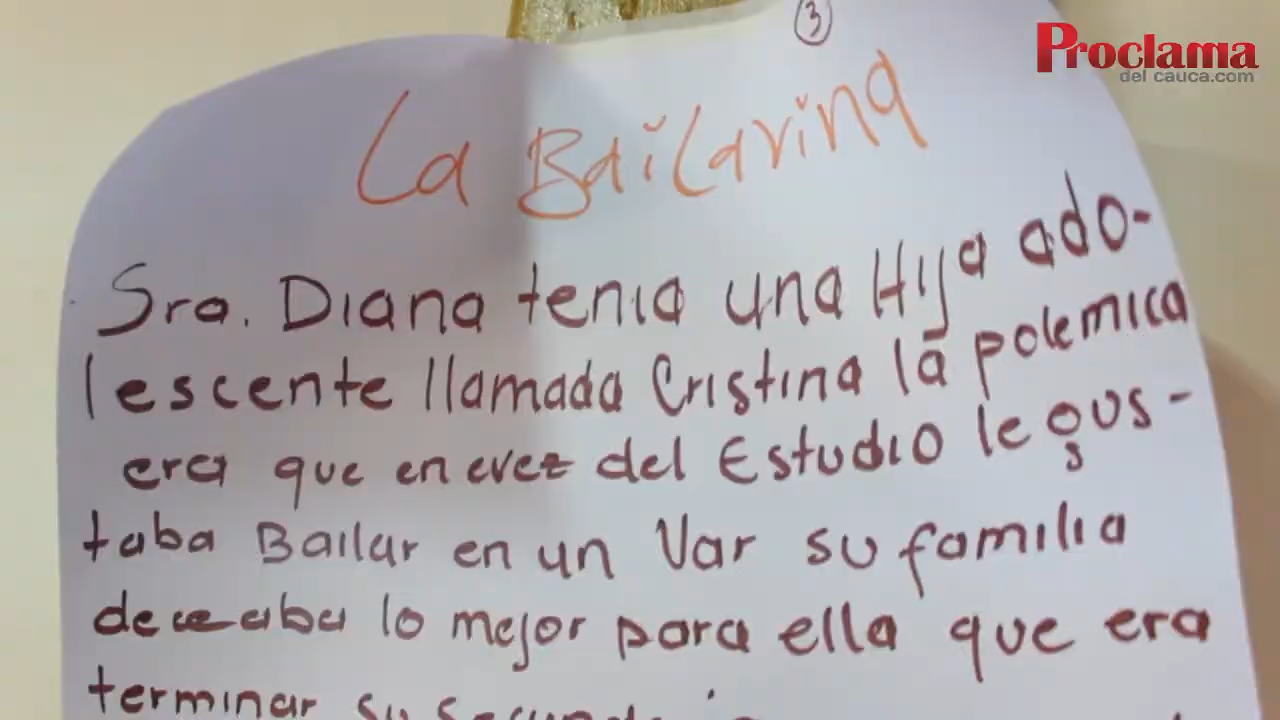 3
Proclama
del cauca.com
La Bailarina
Sra. Diana tenia una Hija ado-
lescente llamada Cristina la polemica
era que en evez del Estudio le gus-
taba Bailar en un Var su familia
deceaba lo mejor para ella que era
terminar su